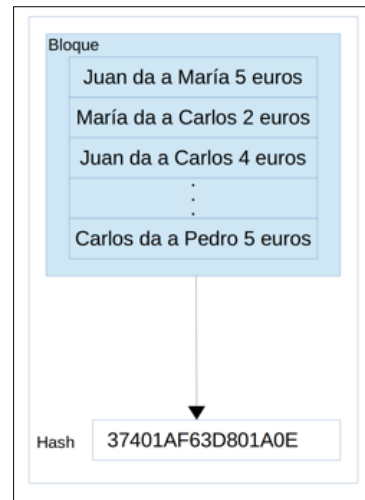 Bloque
Juan da a María 5 euros
María da a Carlos 2 euros
Juan da a Carlos 4 euros
.
.
.
Carlos da a Pedro 5 euros
Hash 37401AF63D801A0E